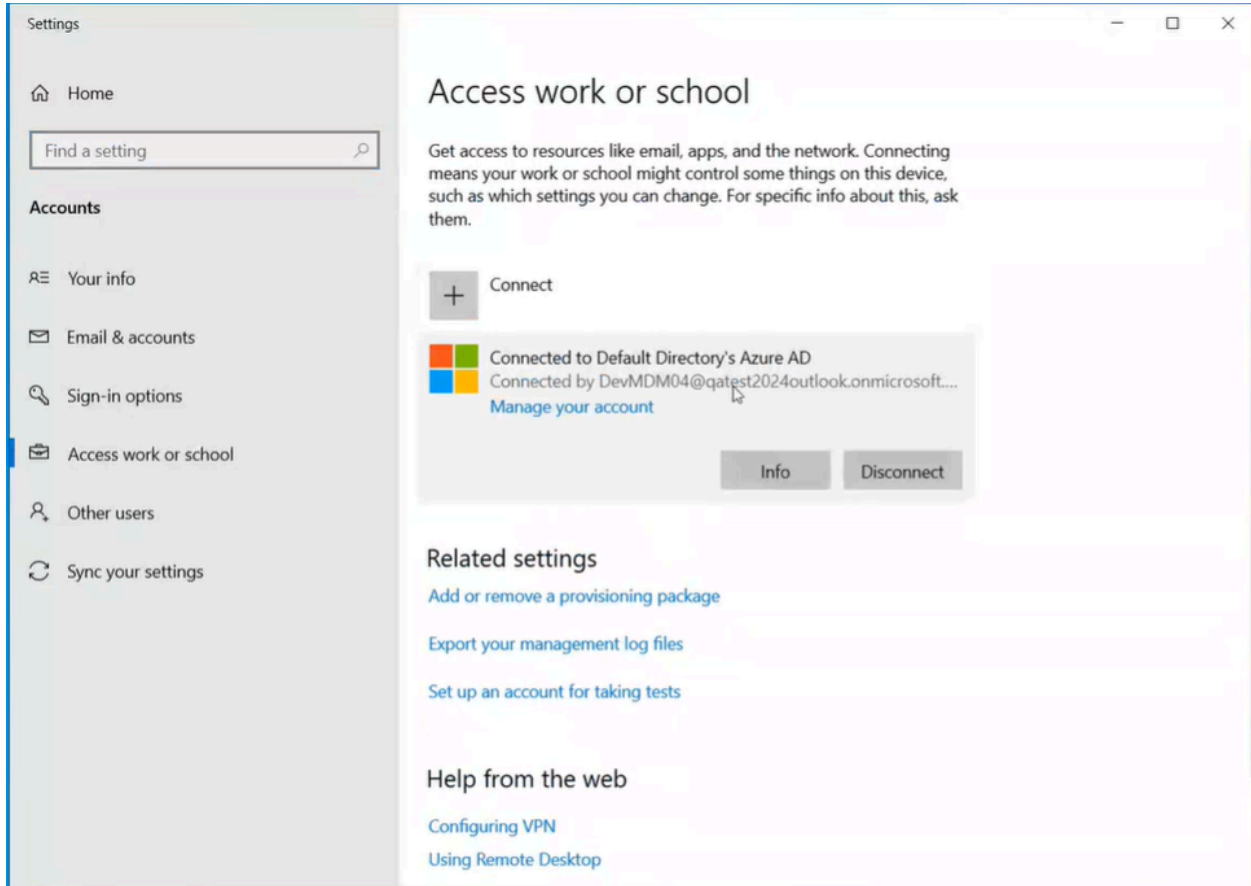 Settings
Home
Find a setting
Accounts
Your info
Email & accounts
Sign-in options
Access work or school
Other users
Sync your settings
Access work or school
Get access to resources like email, apps, and the network. Connecting
means your work or school might control some things on this device,
such as which settings you can change. For specific info about this, ask
them.
Connect
Connected to Default Directory's Azure AD
Connected by DevMDM04@qatest2024outlook.onmicrosoft....
Manage your account
Info
Disconnect
Related settings
Add or remove a provisioning package
Export your management log files
Set up an account for taking tests
Help from the web
Configuring VPN
Using Remote Desktop